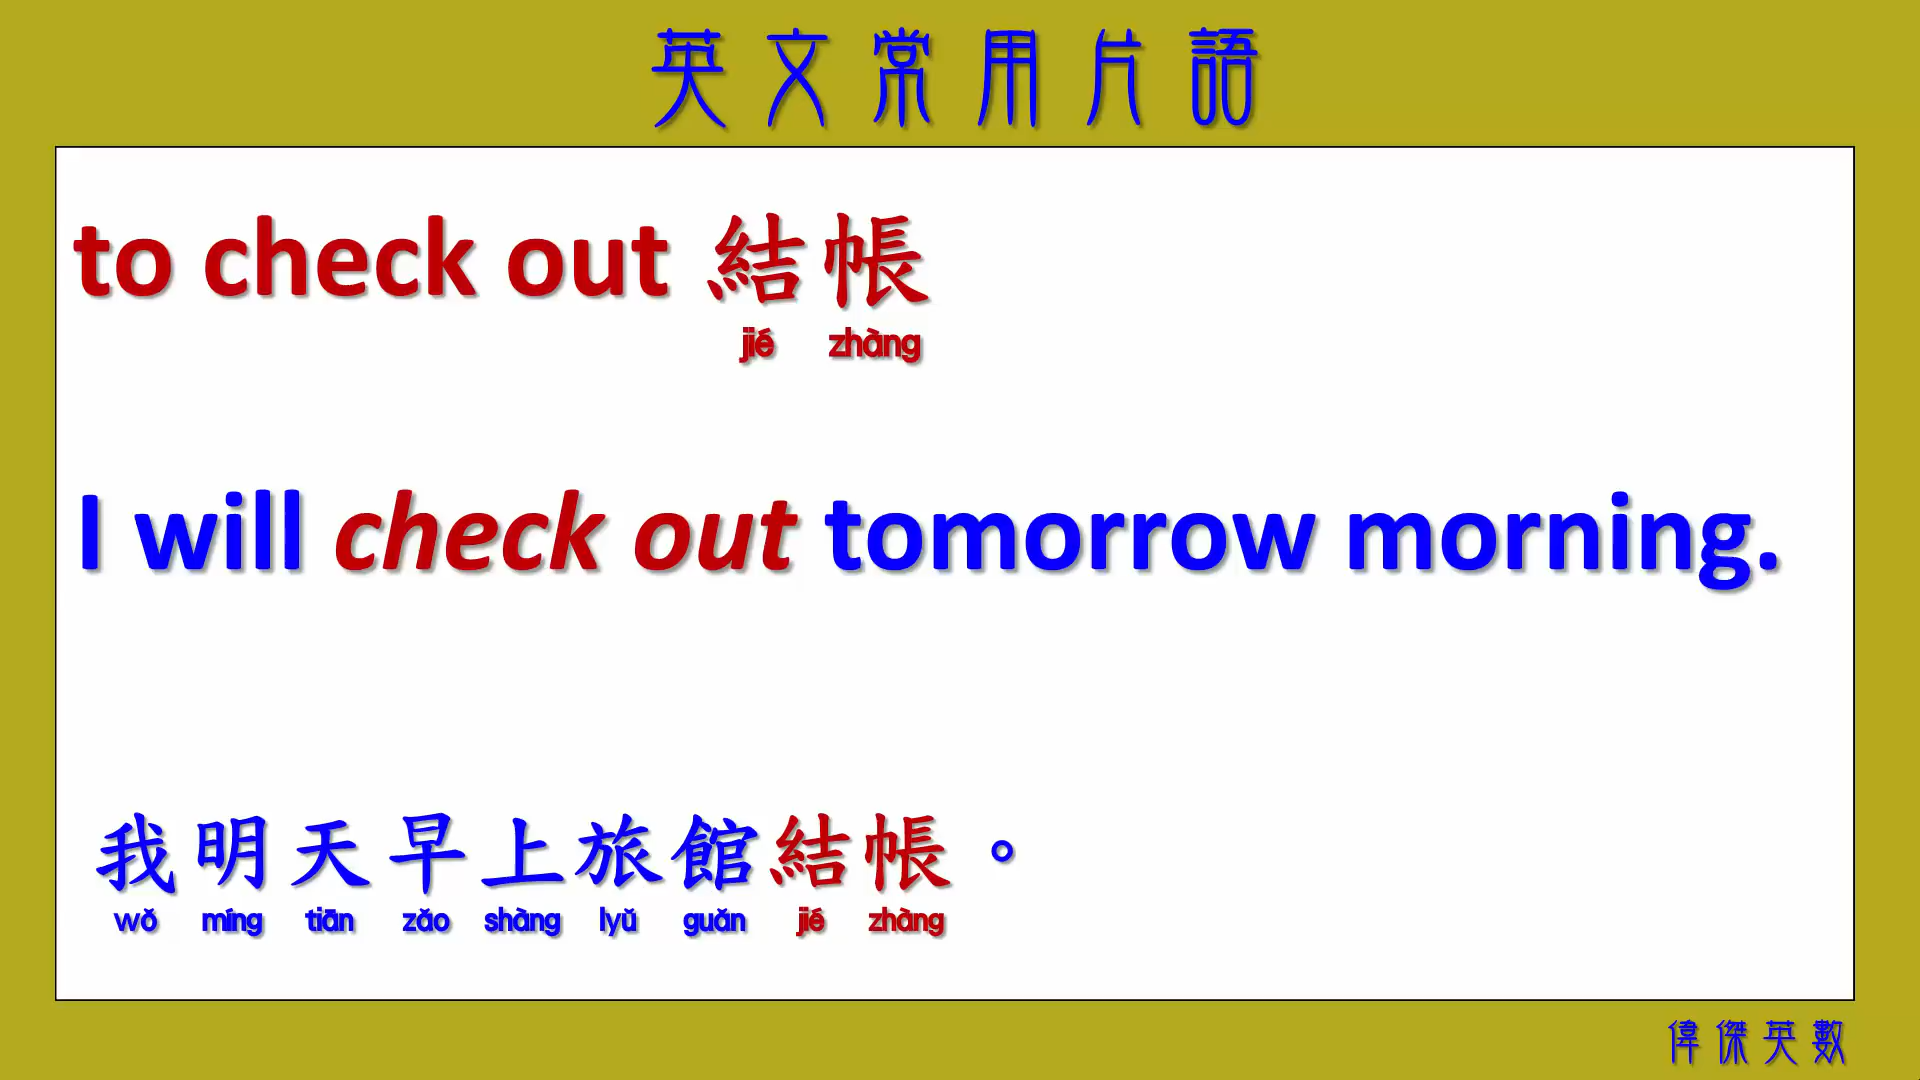 英文常用片語
to check out 結帳
jié zhàng
I will check out tomorrow morning.
我明天早上旅館結帳。
wǒ míng tiān zǎo shàng lyǔ guǎn jié zhàng
偉傑英數